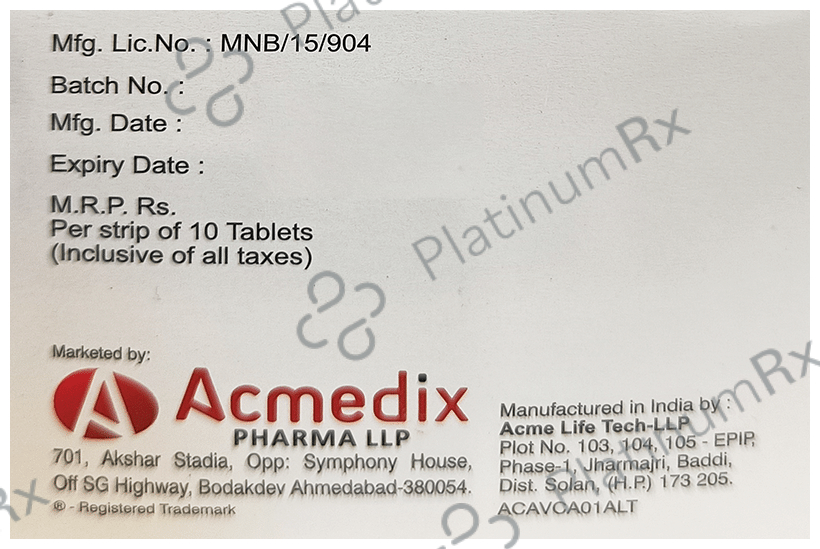 Mfg. Lic.No. : MNB/15/904
Batch No. :
Mfg. Date :
Expiry Date :
M.R.P. Rs.
Per strip of 10 Tablets
(Inclusive of all taxes)
Marketed by:
Acmedix
PHARMA LLP
701, Akshar Stadia, Opp: Symphony House,
Off SG Highway, Bodakdev Ahmedabad-380054.
® - Registered Trademark
Manufactured in India by :
Acme Life Tech-LLP
Plot No. 103, 104, 105 - EPIP,
Phase-1, Jharmajri, Baddi,
Dist. Solan, (H.P.) 173 205.
ACAVCA01ALT
PlatinumRx
PlatinumRx